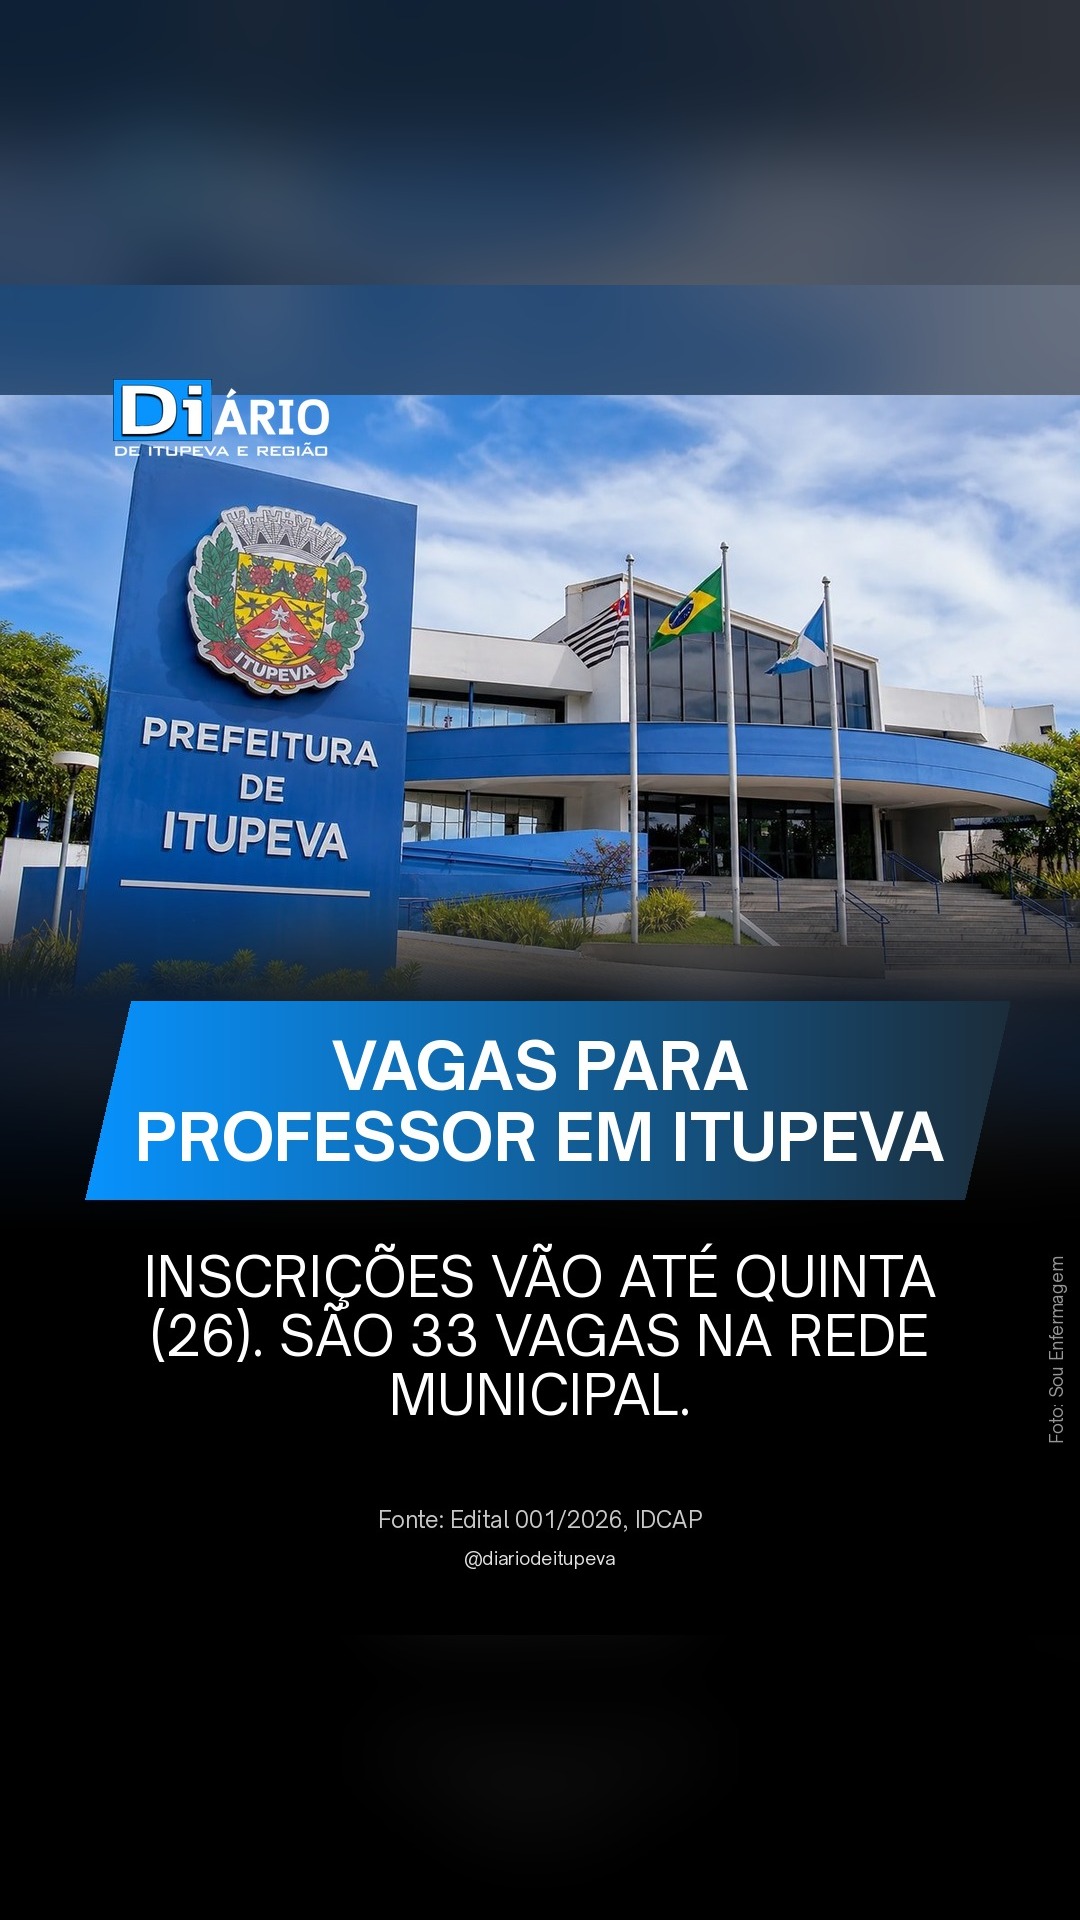 DiÁRIO
DE ITUPEVA E REGIÃO
ITUPEVA
PREFEITURA
DE
ITUPEVA
VAGAS PARA
PROFESSOR EM ITUPEVA
INSCRIÇÕES VÃO ATÉ QUINTA
(26). SÃO 33 VAGAS NA REDE
MUNICIPAL.
Foto: Sou Enfermagem
Fonte: Edital 001/2026, IDCAP
@diariodeitupeva